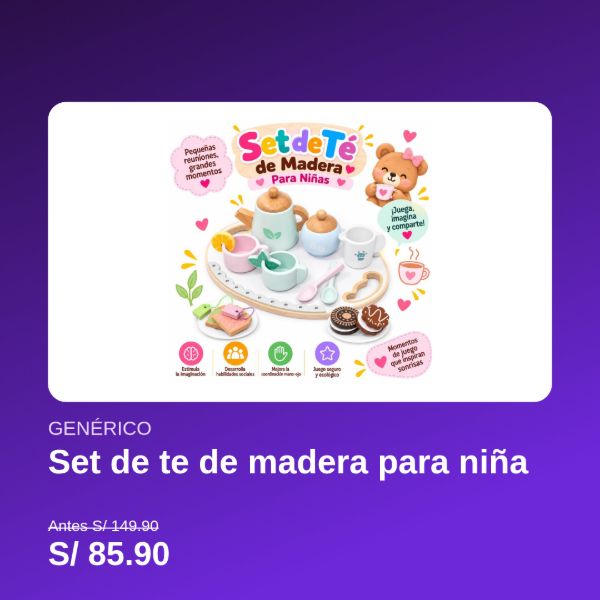 Set de Té
de Madera
Para Niñas
Pequeñas
reuniones,
grandes
momentos
¡Juega,
imagina
y comparte!
Estimula
la imaginación
Desarrolla
habilidades sociales
Mejora la
coordinación mano-ojo
Juego seguro
y ecológico
Momentos
de juego
que inspiran
sonrisas
GENÉRICO
Set de te de madera para niña
Antes S/ 149.90
S/ 85.90